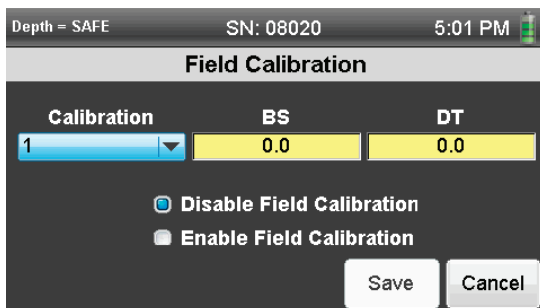 Depth = SAFE SN: 08020 5:01 PM
Field Calibration
Calibration BS DT
1 0.0 0.0
Disable Field Calibration
Enable Field Calibration
Save Cancel